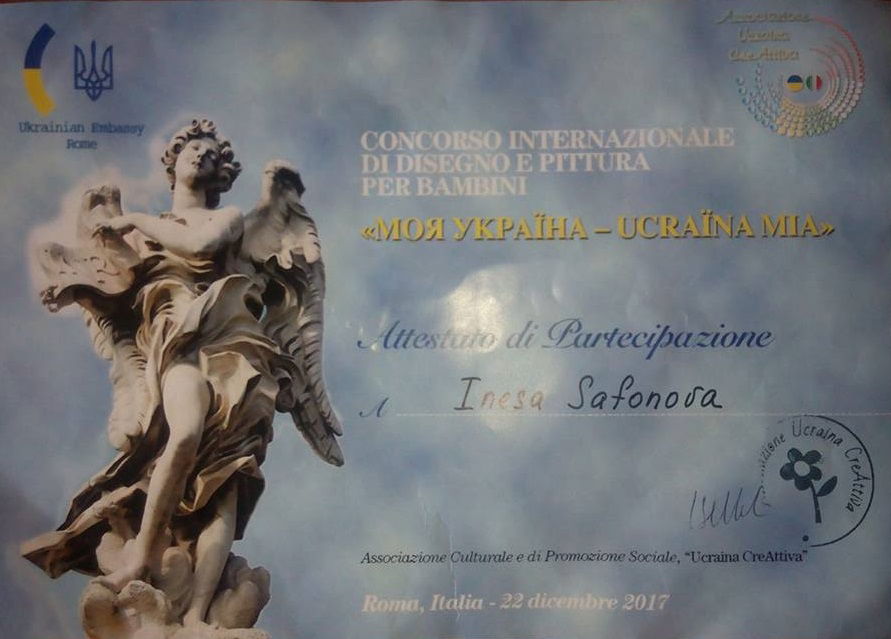 Ukrainian Embassy
Rome
Associazione
Ucraina
CreAttiva
CONCORSO INTERNAZIONALE
DI DISEGNO E PITTURA
PER BAMBINI
«МОЯ УКРАЇНА – UCRAÏNA MIA»
Attestato di Partecipazione
A Inesa Safonova
azione Ucraina CreAttiva
Associazione Culturale e di Promozione Sociale, "Ucraina CreAttiva"
Roma, Italia - 22 dicembre 2017